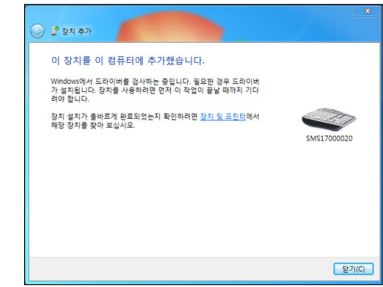 장치 추가
이 장치를 이 컴퓨터에 추가했습니다.
Windows에서 드라이버를 검사하는 중입니다. 필요한 경우 드라이버
가 설치됩니다. 장치를 사용하려면 먼저 이 작업이 끝날 때까지 기다
려야 합니다.
장치 설치가 올바르게 완료되었는지 확인하려면 장치 및 프린터에서
해당 장치를 찾아 보십시오.
SMS17000020
닫기(C)